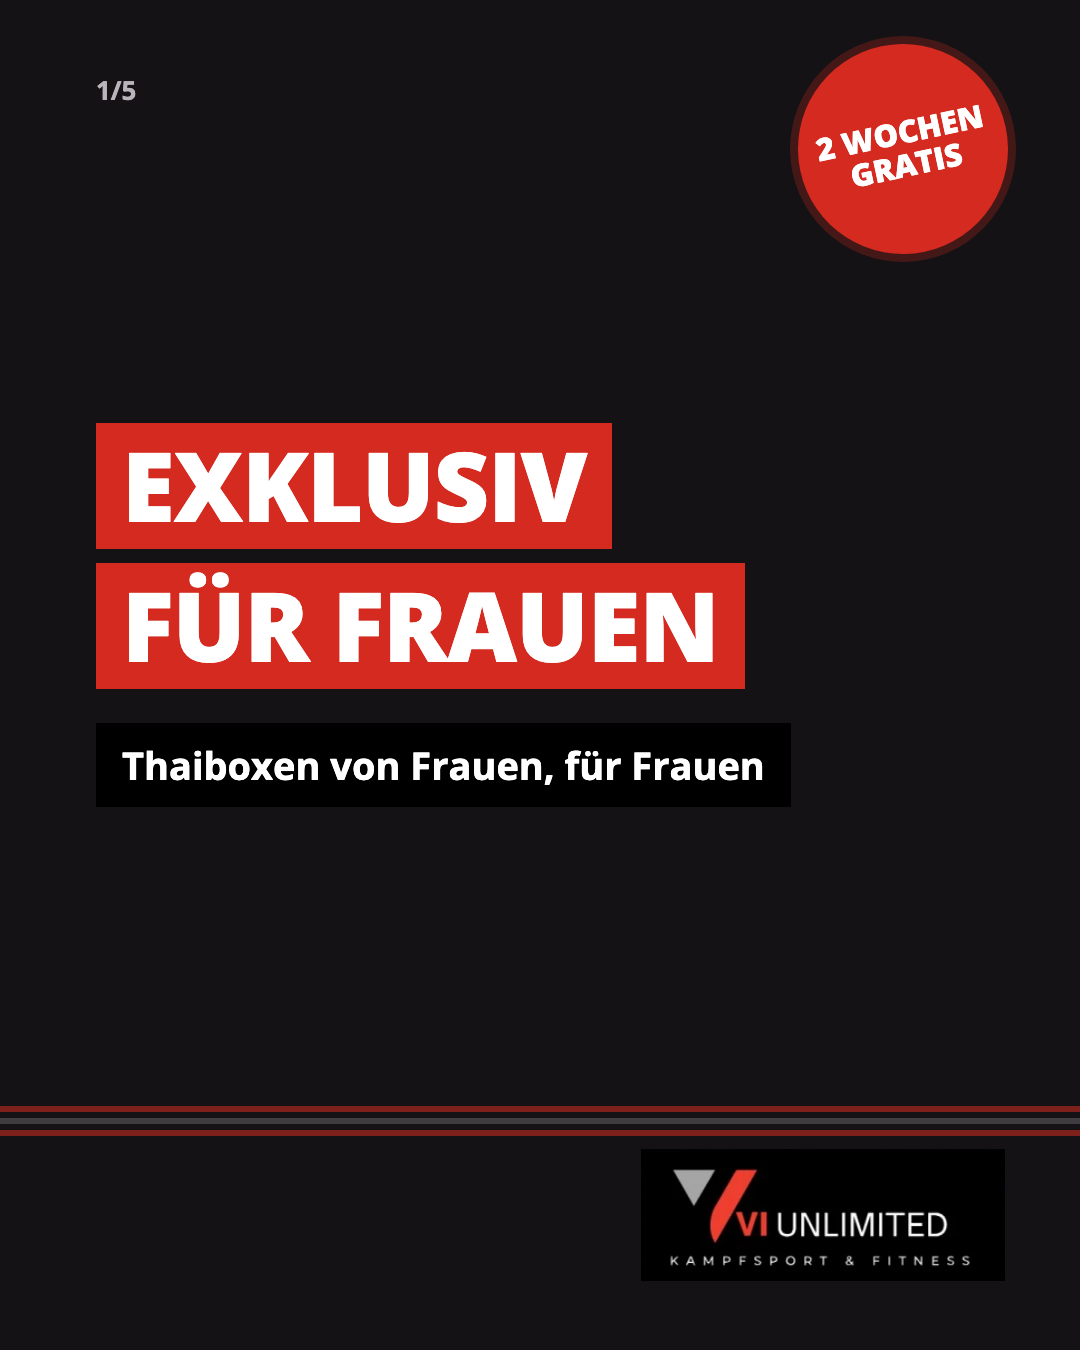 1/5
2 WOCHEN
GRATIS
EXKLUSIV
FÜR FRAUEN
Thaiboxen von Frauen, für Frauen
VI UNLIMITED
KAMPFSPORT & FITNESS